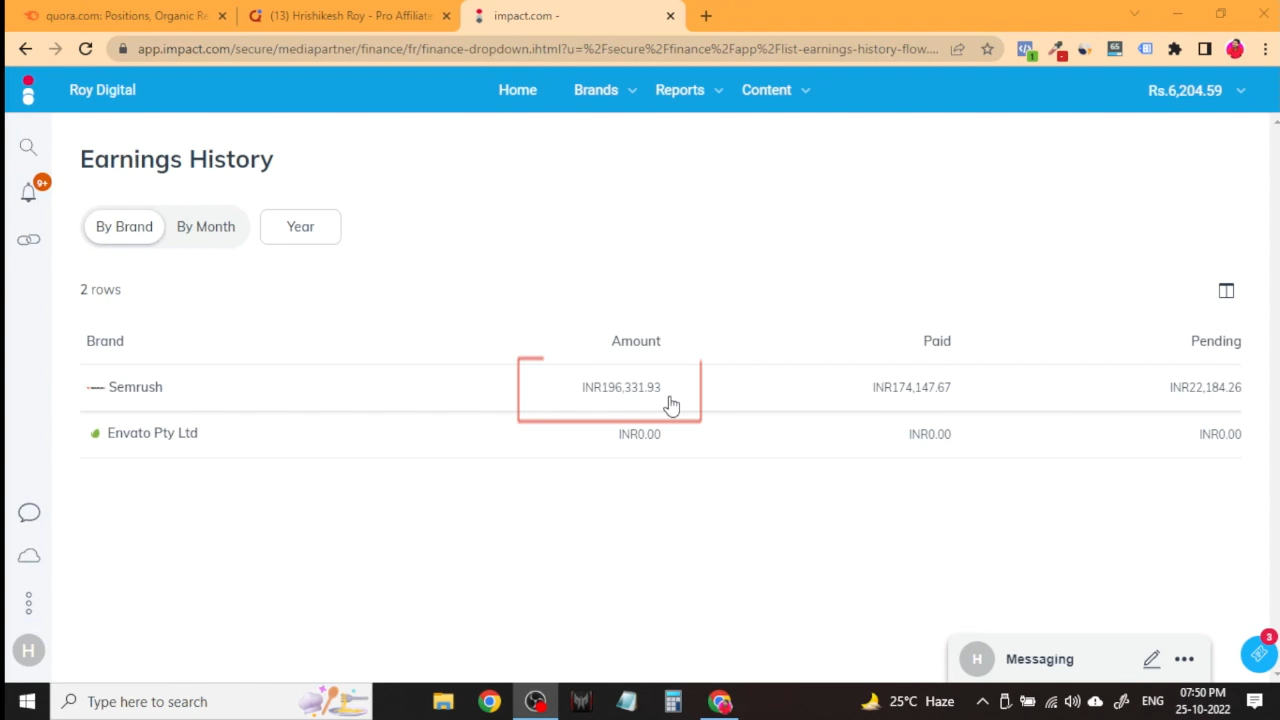 quora.com: Positions, Organic Re
(13) Hrishikesh Roy - Pro Affiliate
impact.com -
app.impact.com/secure/mediapartner/finance/fr/finance-dropdown.ihtml?u=%2Fsecure%2Ffinance%2Fapp%2Flist-earnings-history-flow....
1
65
Roy Digital
Home
Brands
Reports
Content
Rs.6,204.59
9+
Earnings History
By Brand
By Month
Year
2 rows
Brand Amount Paid Pending
Semrush INR196,331.93 INR174,147.67 INR22,184.26
Envato Pty Ltd INR0.00 INR0.00 INR0.00
H
H
Messaging
3
Type here to search
25°C Haze
ENG
07:50 PM
25-10-2022